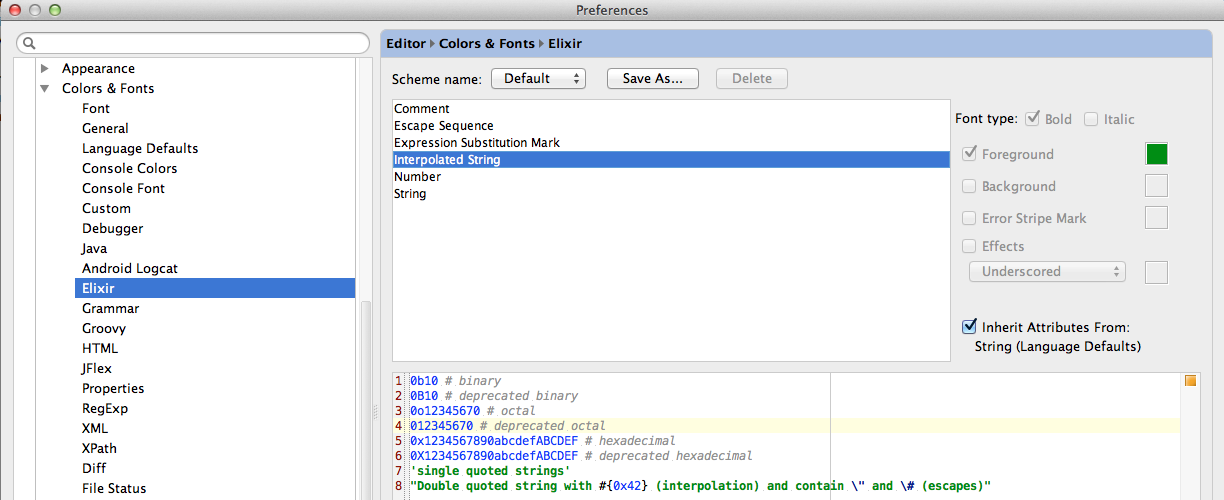 Preferences
Appearance
Colors & Fonts
Font
General
Language Defaults
Console Colors
Console Font
Custom
Debugger
Java
Android Logcat
Elixir
Grammar
Groovy
HTML
JFlex
Properties
RegExp
XML
XPath
Diff
File Status
Editor Colors & Fonts Elixir
Scheme name: Default Save As... Delete
Comment
Escape Sequence
Expression Substitution Mark
Interpolated String
Number
String
Font type: Bold Italic
Foreground
Background
Error Stripe Mark
Effects
Underscored
Inherit Attributes From:
String (Language Defaults)
1 0b10 # binary
2 0B10 # deprecated binary
3 0o12345670 # octal
4 012345670 # deprecated octal
5 0x1234567890abcdefABCDEF # hexadecimal
6 0X1234567890abcdefABCDEF # deprecated hexadecimal
7 'single quoted strings'
8 "Double quoted string with #{0x42} (interpolation) and contain \" and \# (escapes)"